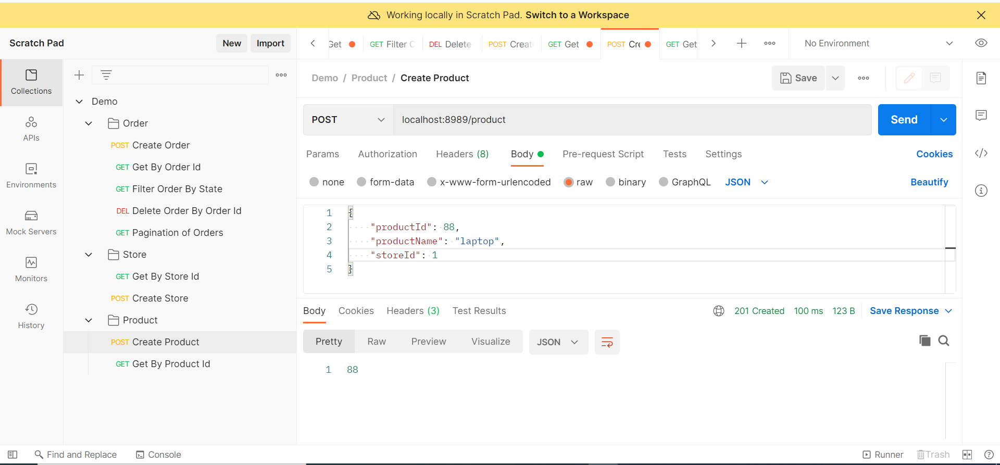 Working locally in Scratch Pad. Switch to a Workspace
Scratch Pad
New
Import
Get
GET Filter
DEL Delete
POST Creat
GET Get
POST Cre
GET Get
No Environment
Collections
APIs
Environments
Mock Servers
Monitors
History
Demo
Order
POST Create Order
GET Get By Order Id
GET Filter Order By State
DEL Delete Order By Order Id
GET Pagination of Orders
Store
GET Get By Store Id
POST Create Store
Product
POST Create Product
GET Get By Product Id
Demo / Product / Create Product
Save
POST
localhost:8989/product
Send
Params
Authorization
Headers (8)
Body
Pre-request Script
Tests
Settings
Cookies
none
form-data
x-www-form-urlencoded
raw
binary
GraphQL
JSON
Beautify
1 {
2 "productId": 88,
3 "productName": "laptop",
4 "storeId": 1
5 }
Body
Cookies
Headers (3)
Test Results
201 Created
100 ms
123 B
Save Response
Pretty
Raw
Preview
Visualize
JSON
1 88
Find and Replace
Console
Runner
Trash